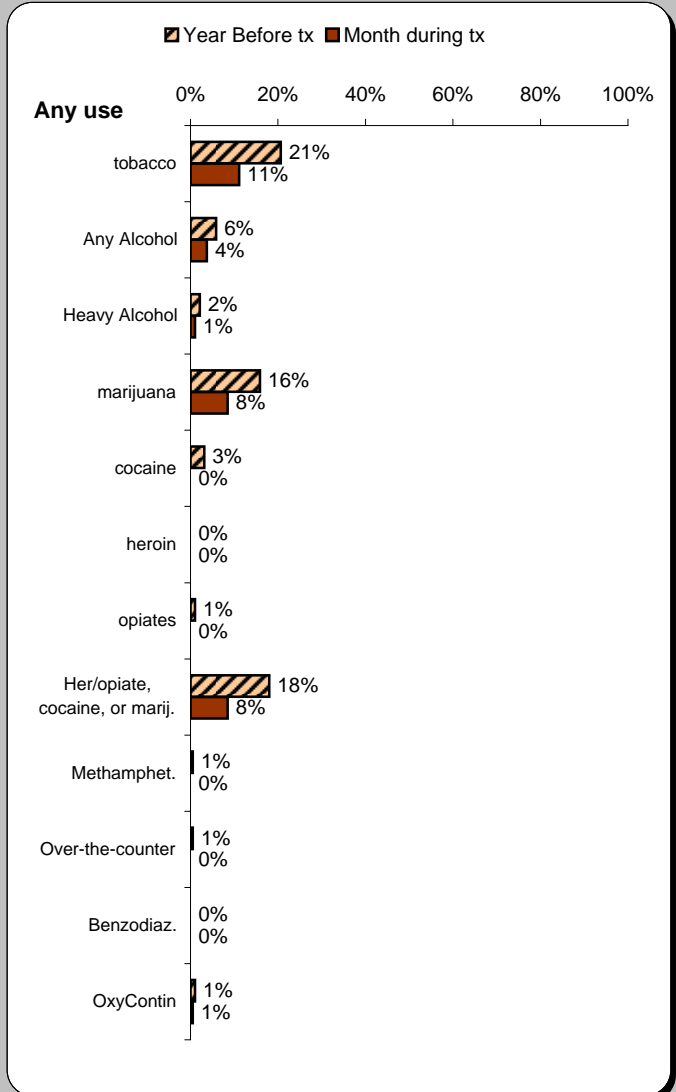 Year Before tx Month during tx
Any use
0% 20% 40% 60% 80% 100%
tobacco 21%
11%
Any Alcohol 6%
4%
Heavy Alcohol 2%
1%
marijuana 16%
8%
cocaine 3%
0%
heroin 0%
0%
opiates 1%
0%
Her/opiate, 18%
cocaine, or marij. 8%
Methamphet. 1%
0%
Over-the-counter 1%
0%
Benzodiaz. 0%
0%
OxyContin 1%
1%